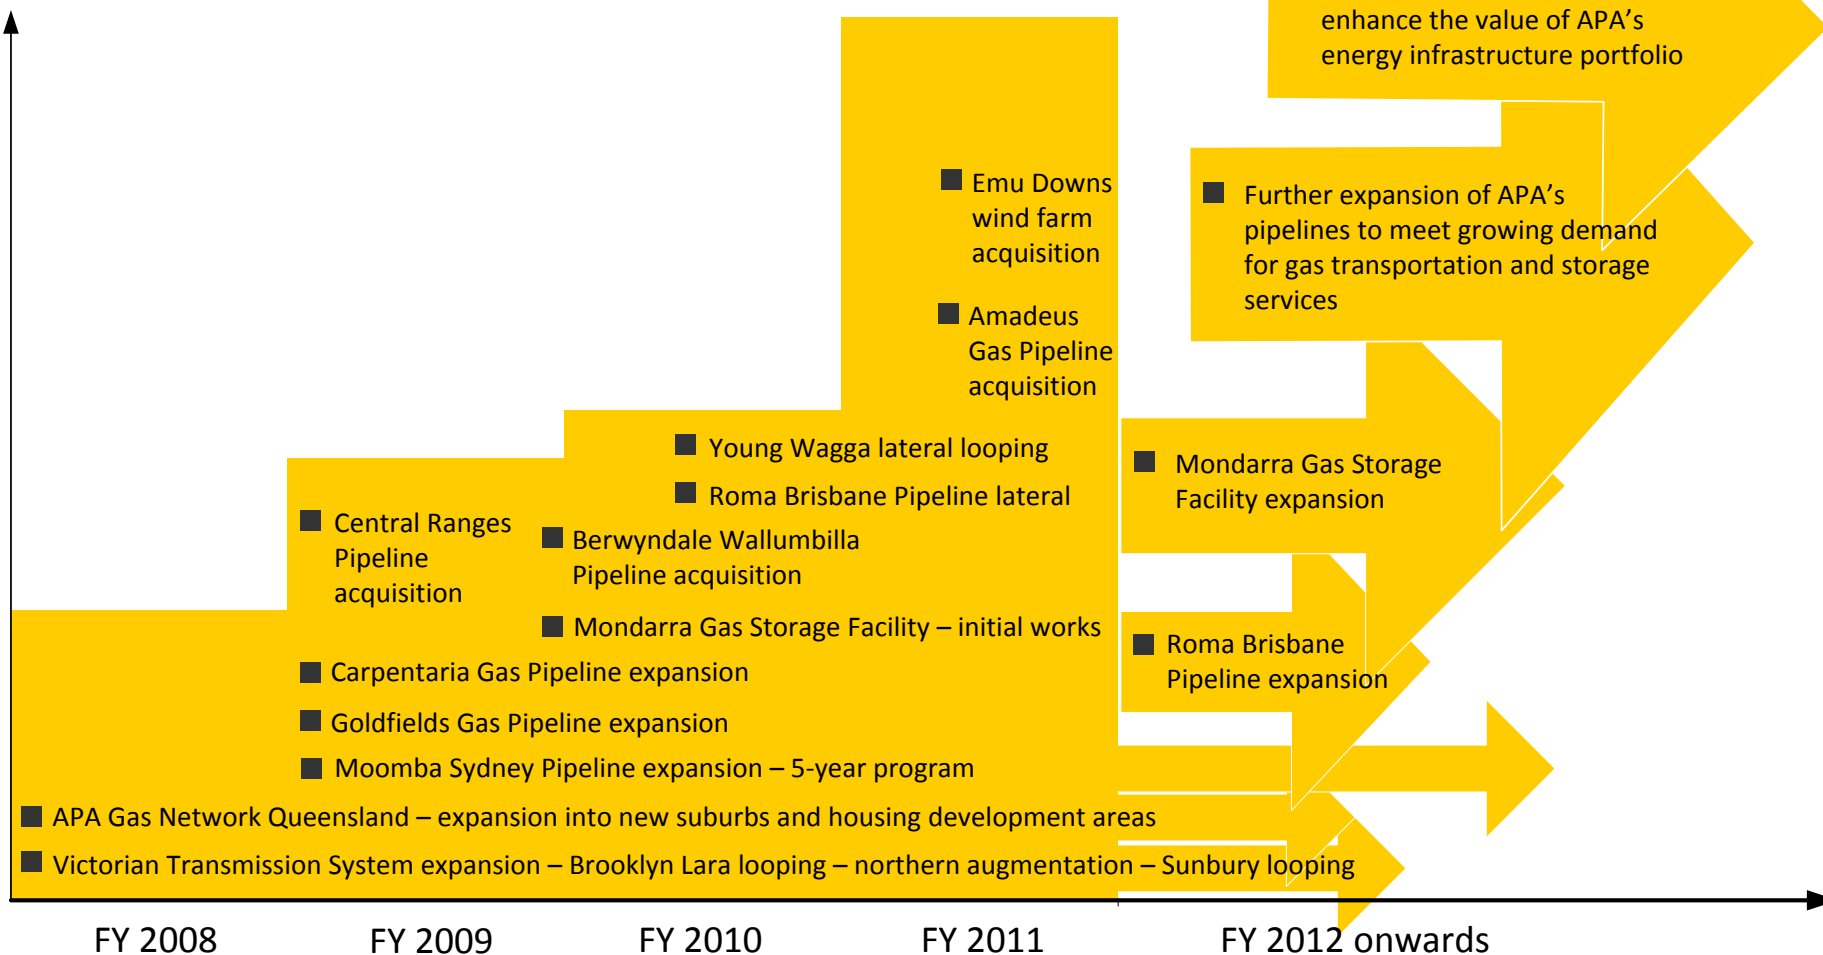 enhance the value of APA’s
energy infrastructure portfolio
Emu Downs
wind farm
acquisition
Further expansion of APA’s
pipelines to meet growing demand
for gas transportation and storage
services
Amadeus
Gas Pipeline
acquisition
Young Wagga lateral looping
Roma Brisbane Pipeline lateral
Mondarra Gas Storage
Facility expansion
Central Ranges
Pipeline
acquisition
Berwyndale Wallumbilla
Pipeline acquisition
Mondarra Gas Storage Facility – initial works
Roma Brisbane
Pipeline expansion
Carpentaria Gas Pipeline expansion
Goldfields Gas Pipeline expansion
Moomba Sydney Pipeline expansion – 5-year program
APA Gas Network Queensland – expansion into new suburbs and housing development areas
Victorian Transmission System expansion – Brooklyn Lara looping – northern augmentation – Sunbury looping
FY 2008
FY 2009
FY 2010
FY 2011
FY 2012 onwards